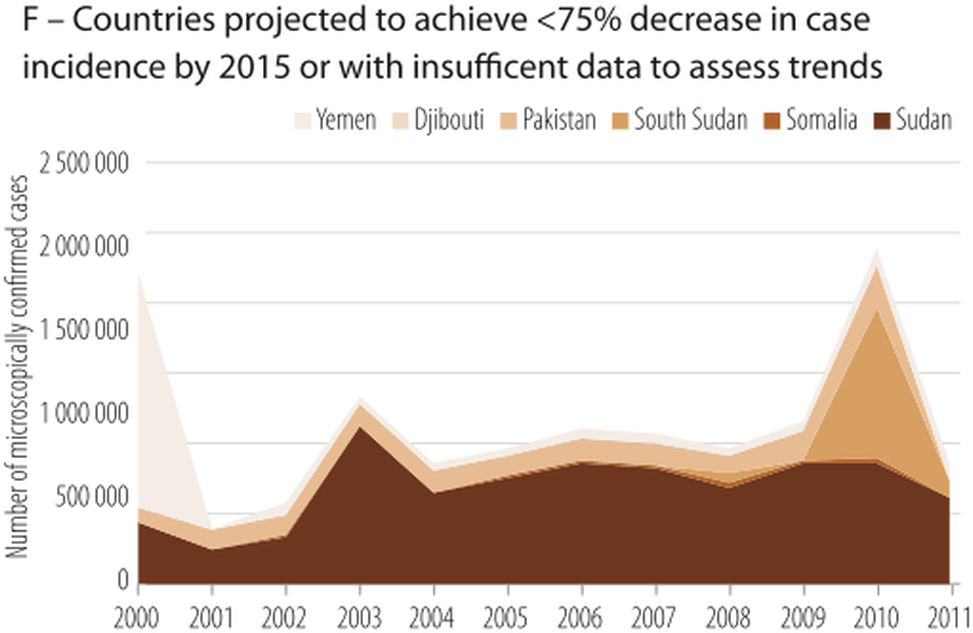 F – Countries projected to achieve <75% decrease in case
incidence by 2015 or with insufficent data to assess trends
Yemen Djibouti Pakistan South Sudan Somalia Sudan
Number of microscopically confirmed cases
2 500 000
2 000 000
1 500 000
1 000 000
500 000
0
2000 2001 2002 2003 2004 2005 2006 2007 2008 2009 2010 2011